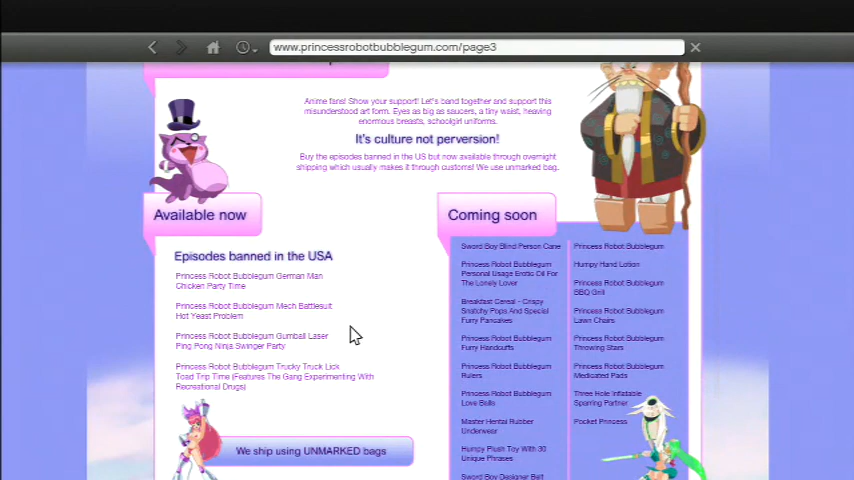 www.princessrobotbubblegum.com/page3
Anime fans! Show your support! Let's band together and support this
misunderstood art form. Eyes as big as saucers, a tiny waist, heaving
enormous breasts, schoolgirl uniforms.
It's culture not perversion!
Buy the episodes banned in the US but now available through overnight
shipping which usually makes it through customs! We use unmarked bag.
Available now
Episodes banned in the USA
Princess Robot Bubblegum German Man
Chicken Party Time
Princess Robot Bubblegum Mech Battlesuit
Hot Yeast Problem
Princess Robot Bubblegum Gumball Laser
Ping Pong Ninja Swinger Party
Princess Robot Bubblegum Trucky Truck Lick
Toad Trip Time (Features The Gang Experimenting With
Recreational Drugs)
We ship using UNMARKED bags
Coming soon
Sword Boy Blind Person Cane
Princess Robot Bubblegum
Personal Usage Erotic Oil For
The Lonely Lover
Breakfast Cereal - Crispy
Snatchy Pops And Special
Furry Pancakes
Princess Robot Bubblegum
Furry Handcuffs
Princess Robot Bubblegum
Rulers
Princess Robot Bubblegum
Love Balls
Master Hentai Rubber
Underwear
Humpy Plush Toy With 30
Unique Phrases
Sword Boy Designer Belt
Princess Robot Bubblegum
Humpy Hand Lotion
Princess Robot Bubblegum
BBQ Grill
Princess Robot Bubblegum
Lawn Chairs
Princess Robot Bubblegum
Throwing Stars
Princess Robot Bubblegum
Medicated Pads
Three Hole Inflatable
Sparring Partner
Pocket Princess